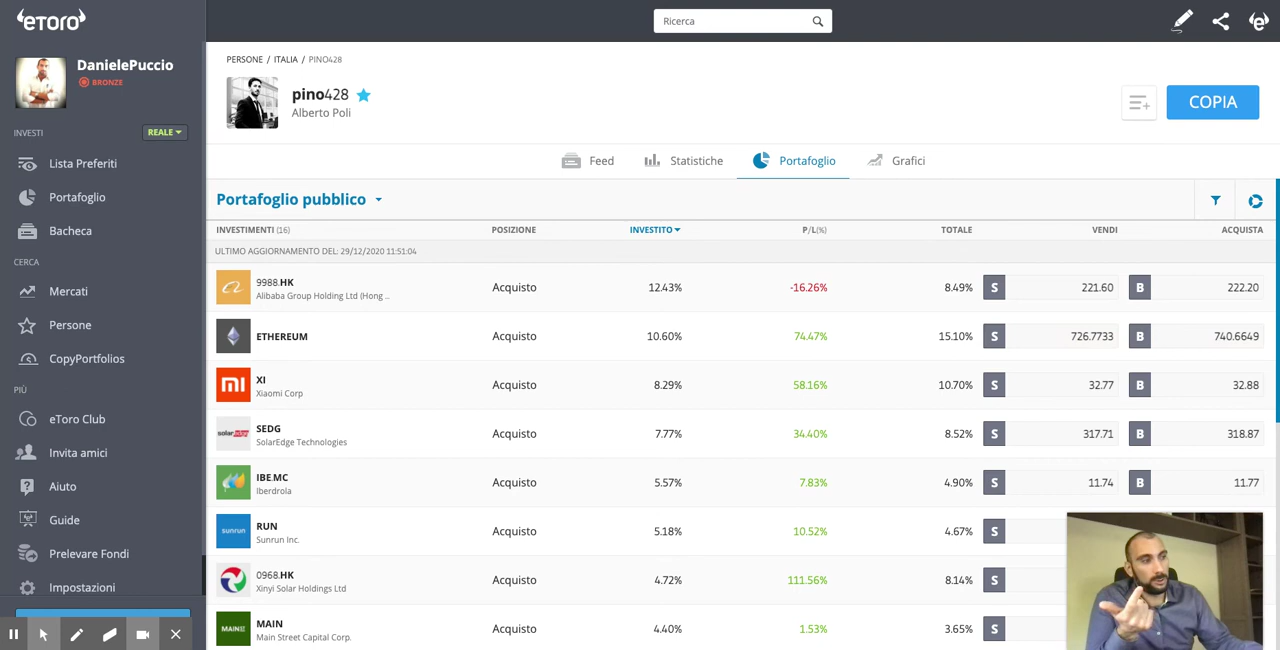 eToro
Ricerca
DanielePuccio
BRONZE
INVESTI
REALE
Lista Preferiti
Portafoglio
Bacheca
CERCA
Mercati
Persone
CopyPortfolios
PIÙ
eToro Club
Invita amici
Aiuto
Guide
Prelevare Fondi
Impostazioni
PERSONE / ITALIA / PINO428
pino428
Alberto Poli
COPIA
Feed Statistiche Portafoglio Grafici
Portafoglio pubblico
INVESTIMENTI (16) POSIZIONE INVESTITO P/L(%) TOTALE VENDI ACQUISTA
ULTIMO AGGIORNAMENTO DEL: 29/12/2020 11:51:04
9988.HK
Alibaba Group Holding Ltd (Hong ..
Acquisto 12.43% -16.26% 8.49% S 221.60 B 222.20
ETHEREUM Acquisto 10.60% 74.47% 15.10% S 726.7733 B 740.6649
mi
XI
Xiaomi Corp
Acquisto 8.29% 58.16% 10.70% S 32.77 B 32.88
solaredge
SEDG
SolarEdge Technologies
Acquisto 7.77% 34.40% 8.52% S 317.71 B 318.87
IBE.MC
Iberdrola
Acquisto 5.57% 7.83% 4.90% S 11.74 B 11.77
sunrun
RUN
Sunrun Inc.
Acquisto 5.18% 10.52% 4.67% S
0968.HK
Xinyi Solar Holdings Ltd
Acquisto 4.72% 111.56% 8.14% S
MAIN
MAIN
Main Street Capital Corp.
Acquisto 4.40% 1.53% 3.65% S